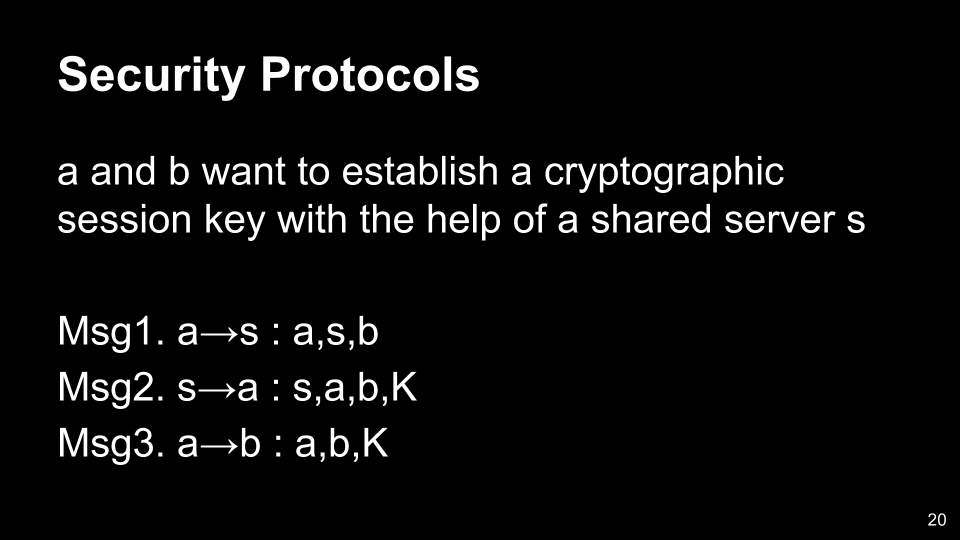 Security Protocols
a and b want to establish a cryptographic
session key with the help of a shared server s
Msg1. a→s : a,s,b
Msg2. s→a : s,a,b,K
Msg3. a→b : a,b,K
20